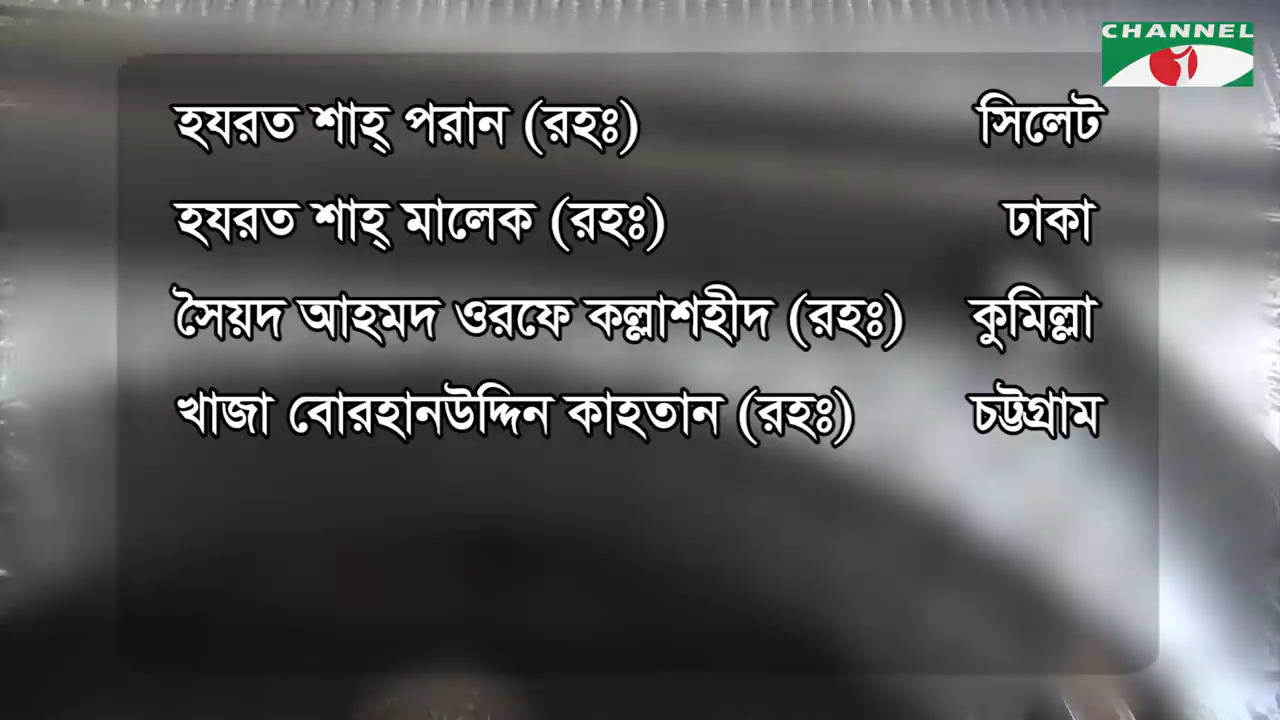 CHANNEL
হযরত শাহ্ পরান (রহঃ) সিলেট
হযরত শাহ্ মালেক (রহঃ) ঢাকা
সৈয়দ আহমদ ওরফে কল্লাশহীদ (রহঃ) কুমিল্লা
খাজা বোরহানউদ্দিন কাহতান (রহঃ) চট্টগ্রাম